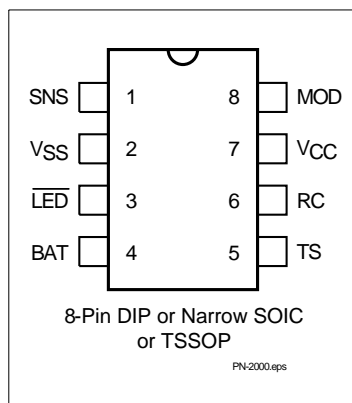 SNS 1 8 MOD
VSS 2 7 VCC
LED 3 6 RC
BAT 4 5 TS
8-Pin DIP or Narrow SOIC
or TSSOP
PN-2000.eps